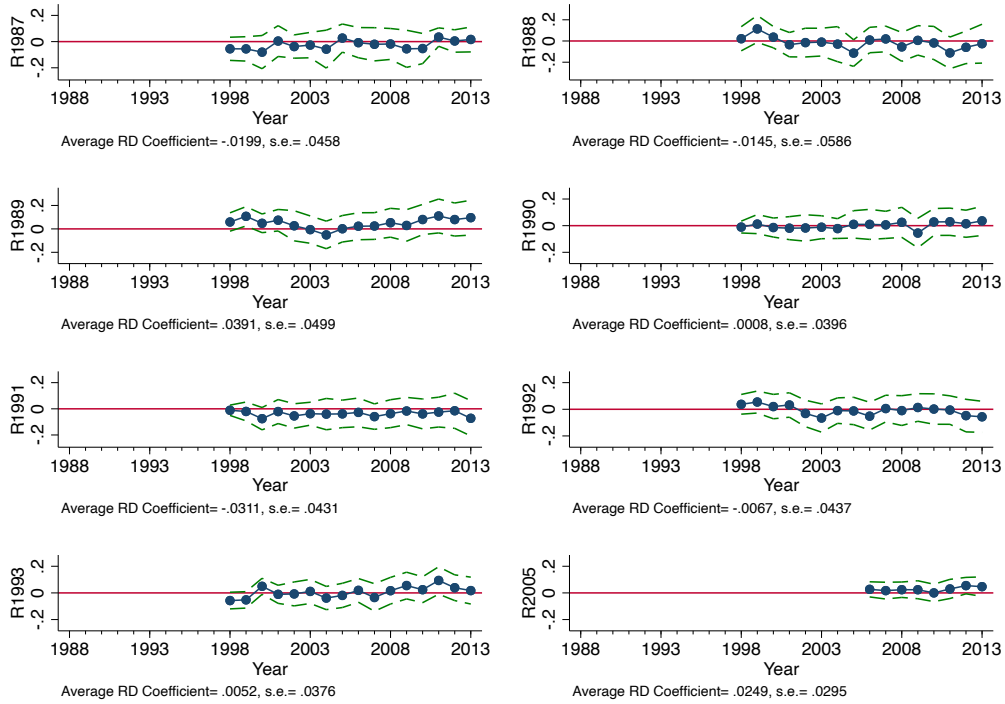 R1987
.2
0
-.2
1988 1993 1998 2003 2008 2013
Year
Average RD Coefficient= -.0199, s.e.= .0458
R1988
.2
0
-.2
1988 1993 1998 2003 2008 2013
Year
Average RD Coefficient= -.0145, s.e.= .0586
R1989
.2
0
-.2
1988 1993 1998 2003 2008 2013
Year
Average RD Coefficient= .0391, s.e.= .0499
R1990
.2
0
-.2
1988 1993 1998 2003 2008 2013
Year
Average RD Coefficient= .0008, s.e.= .0396
R1991
.2
0
-.2
1988 1993 1998 2003 2008 2013
Year
Average RD Coefficient= -.0311, s.e.= .0431
R1992
.2
0
-.2
1988 1993 1998 2003 2008 2013
Year
Average RD Coefficient= -.0067, s.e.= .0437
R1993
.2
0
-.2
1988 1993 1998 2003 2008 2013
Year
Average RD Coefficient= .0052, s.e.= .0376
R2005
.2
0
-.2
1988 1993 1998 2003 2008 2013
Year
Average RD Coefficient= .0249, s.e.= .0295